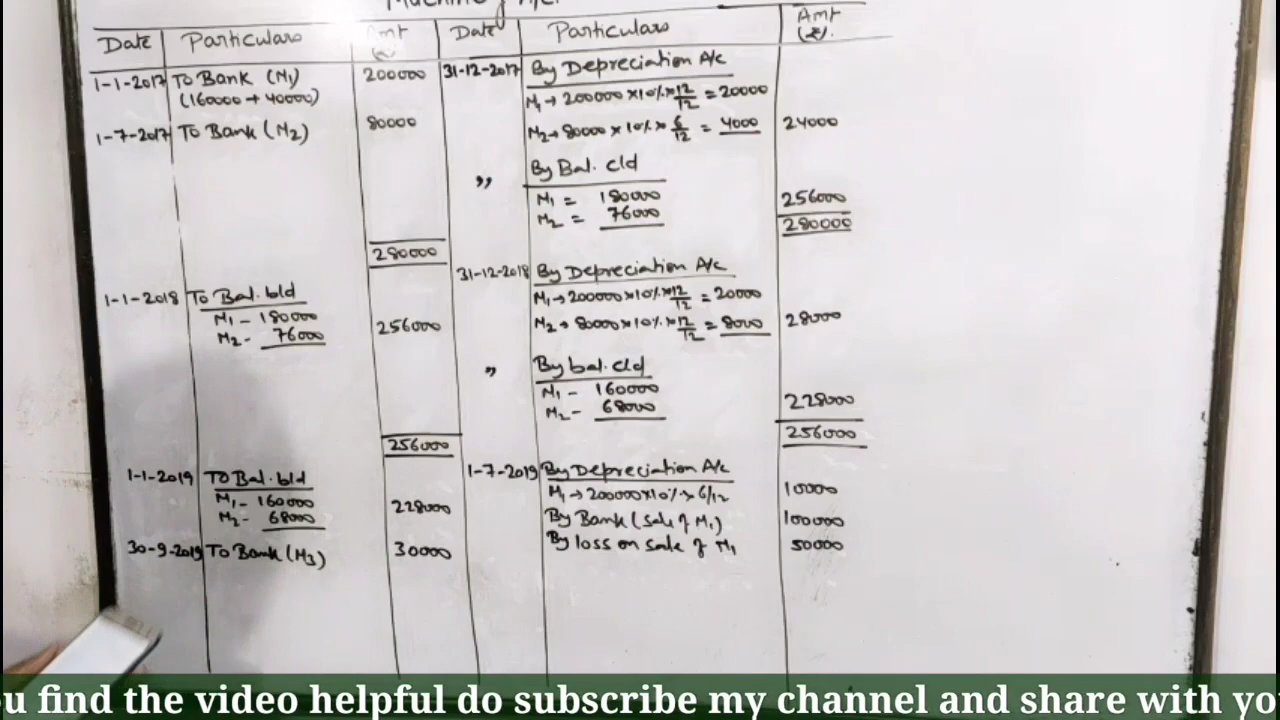 Machinery A/c.
Date Particulars Amt (₹) Date Particulars Amt (₹).
1-1-2017 To Bank (M1) 200000 31-12-2017 By Depreciation A/c
(160000 + 40000) M1 → 200000 × 10% × 12/12 = 20000
1-7-2017 To Bank (M2) 80000 M2 → 80000 × 10% × 6/12 = 4000 24000
" By Bal. c/d
M1 = 180000
M2 = 76000 256000
280000
280000
31-12-2018 By Depreciation A/c
1-1-2018 To Bal. b/d M1 → 200000 × 10% × 12/12 = 20000
M1 - 180000
M2 - 76000 256000 M2 → 80000 × 10% × 12/12 = 8000 28000
" By bal. c/d
M1 - 160000
M2 - 68000 228000
256000 256000
1-1-2019 To Bal. b/d 1-7-2019 By Depreciation A/c
M1 - 160000 M1 → 200000 × 10% × 6/12 10000
M2 - 68000 228000 By Bank (sale of M1) 100000
30-9-2019 To Bank (M3) 30000 By loss on sale of M1 50000
u find the video helpful do subscribe my channel and share with yo